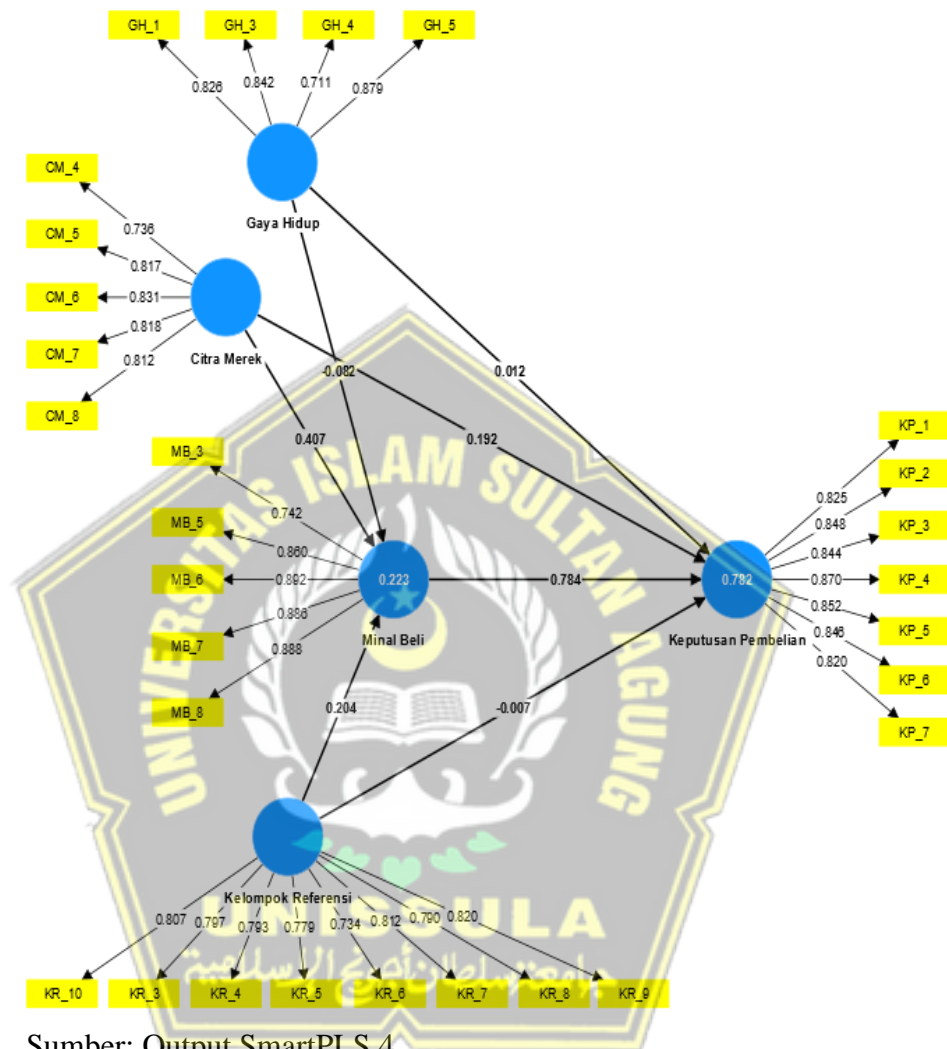 GH_1 GH_3 GH_4 GH_5
0.826 0.842 0.711 0.879
Gaya Hidup
CM_4
CM_5
CM_6
CM_7
CM_8
0.736
0.817
0.831
0.818
0.812
Citra Merek
-0.082
0.012
0.407
0.192
MB_3
MB_5
MB_6
MB_7
MB_8
0.742
0.860
0.892
0.886
0.888
0.223
Minal Beli
0.784
0.782
Keputusan Pembelian
KP_1
KP_2
KP_3
KP_4
KP_5
KP_6
KP_7
0.825
0.848
0.844
0.870
0.852
0.846
0.820
0.204
-0.007
Kelompok Referensi
0.807 0.797 0.793 0.779 0.734 0.812 0.790 0.820
KR_10 KR_3 KR_4 KR_5 KR_6 KR_7 KR_8 KR_9
UNIVERSITAS ISLAM SULTAN AGUNG
UNISSULA
جامعتسلطان أجونج الإسلامية
Sumber: Output SmartPLS 4